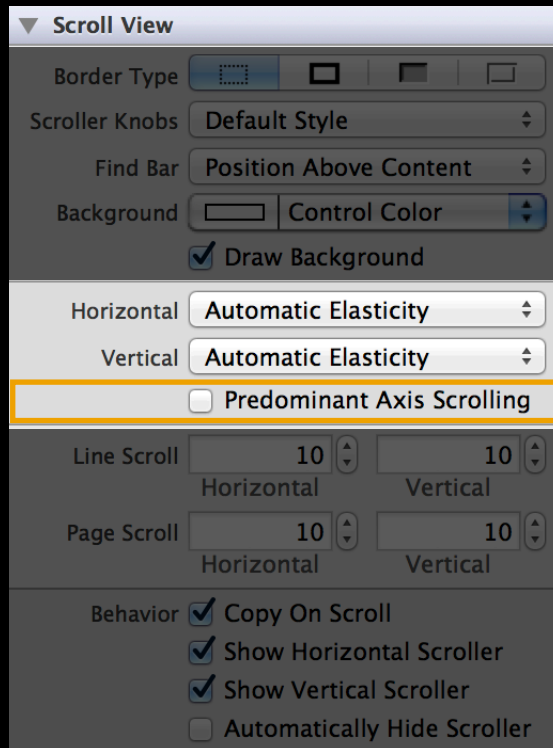 Scroll View
Border Type
Scroller Knobs Default Style
Find Bar Position Above Content
Background Control Color
Draw Background
Horizontal Automatic Elasticity
Vertical Automatic Elasticity
Predominant Axis Scrolling
Line Scroll 10 10
Horizontal Vertical
Page Scroll 10 10
Horizontal Vertical
Behavior Copy On Scroll
Show Horizontal Scroller
Show Vertical Scroller
Automatically Hide Scroller